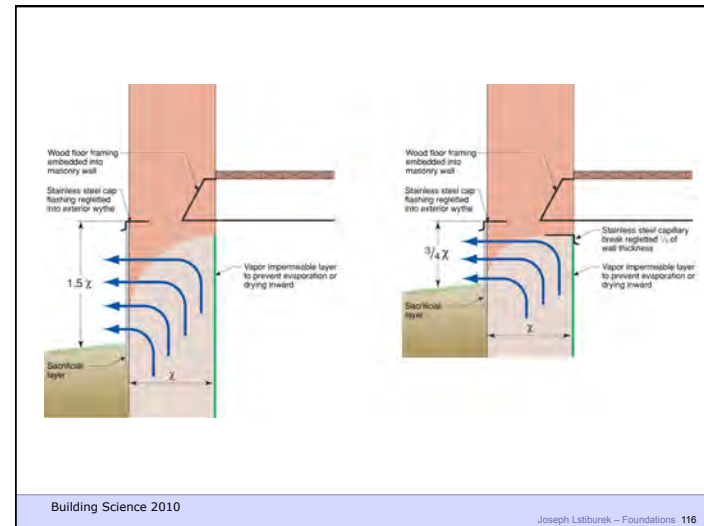 Wood floor framing
embedded into
masonry wall
Stainless steel cap
flashing regletted
into exterior wythe
1.5 χ
Sacrificial
layer
χ
Vapor impermeable layer
to prevent evaporation or
drying inward
Wood floor framing
embedded into
masonry wall
Stainless steel cap
flashing regletted
into exterior wythe
3/4 χ
Sacrificial
layer
χ
Stainless steel capillary
break regletted ⅓ of
wall thickness
Vapor impermeable layer
to prevent evaporation or
drying inward
Building Science 2010
Joseph Lstiburek – Foundations 116